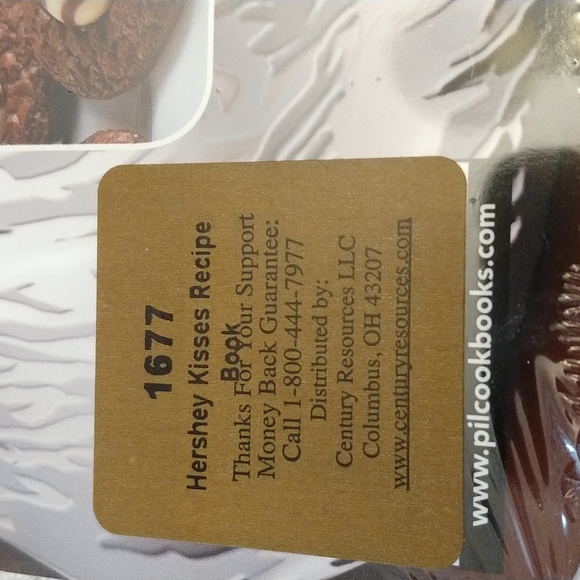 1677
Hershey Kisses Recipe
Book
Thanks For Your Support
Money Back Guarantee:
Call 1-800-444-7977
Distributed by:
Century Resources LLC
Columbus, OH 43207
www.centuryresources.com
www.pilcookbooks.com